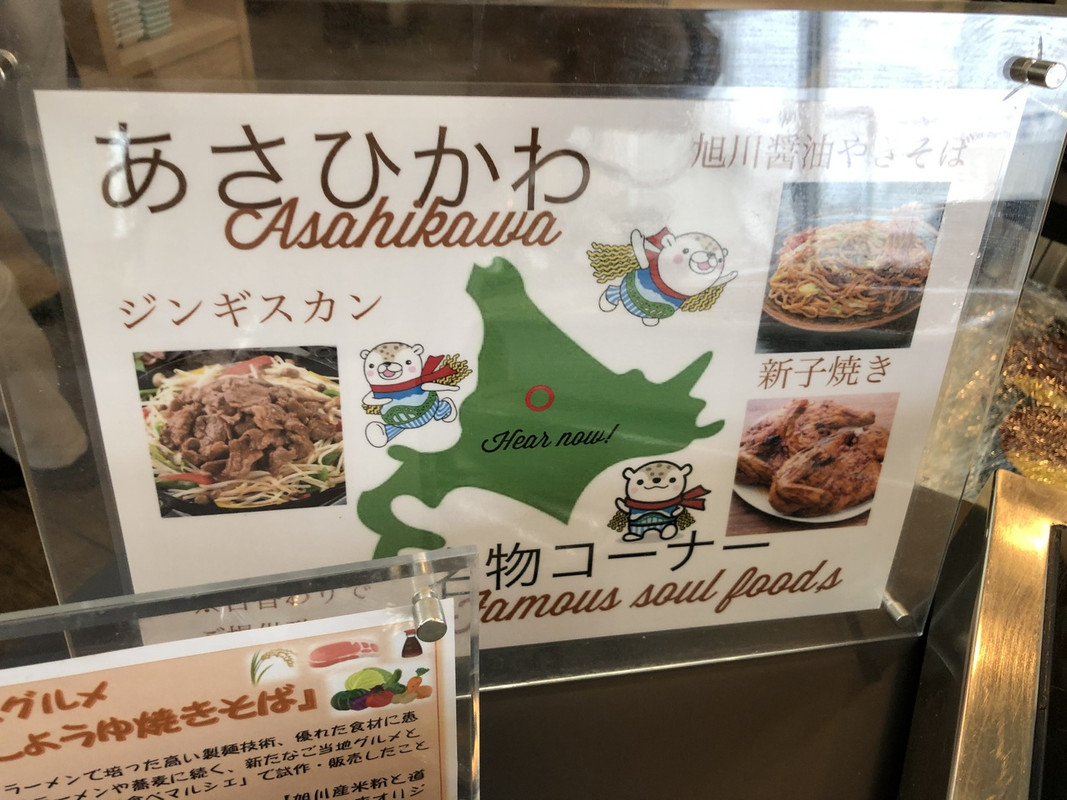 あさひかわ
Asahikawa
旭川醤油やきそば
ジンギスカン
新子焼き
Hear now!
物コーナー
famous soul foods
グルメ
しょうゆ焼きそば」
ラーメンで培った高い製麺技術、優れた食材に恵
ラーメンや蕎麦に続く、新たなご当地グルメと
食べマルシェ」で試作・販売したこと
旭川産米粉と道